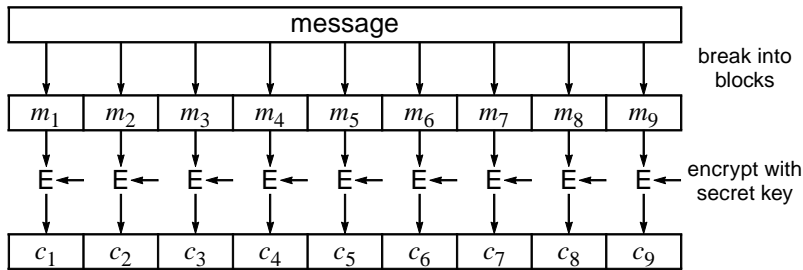 message
break into
blocks
m1 m2 m3 m4 m5 m6 m7 m8 m9
E E E E E E E E E
encrypt with
secret key
c1 c2 c3 c4 c5 c6 c7 c8 c9